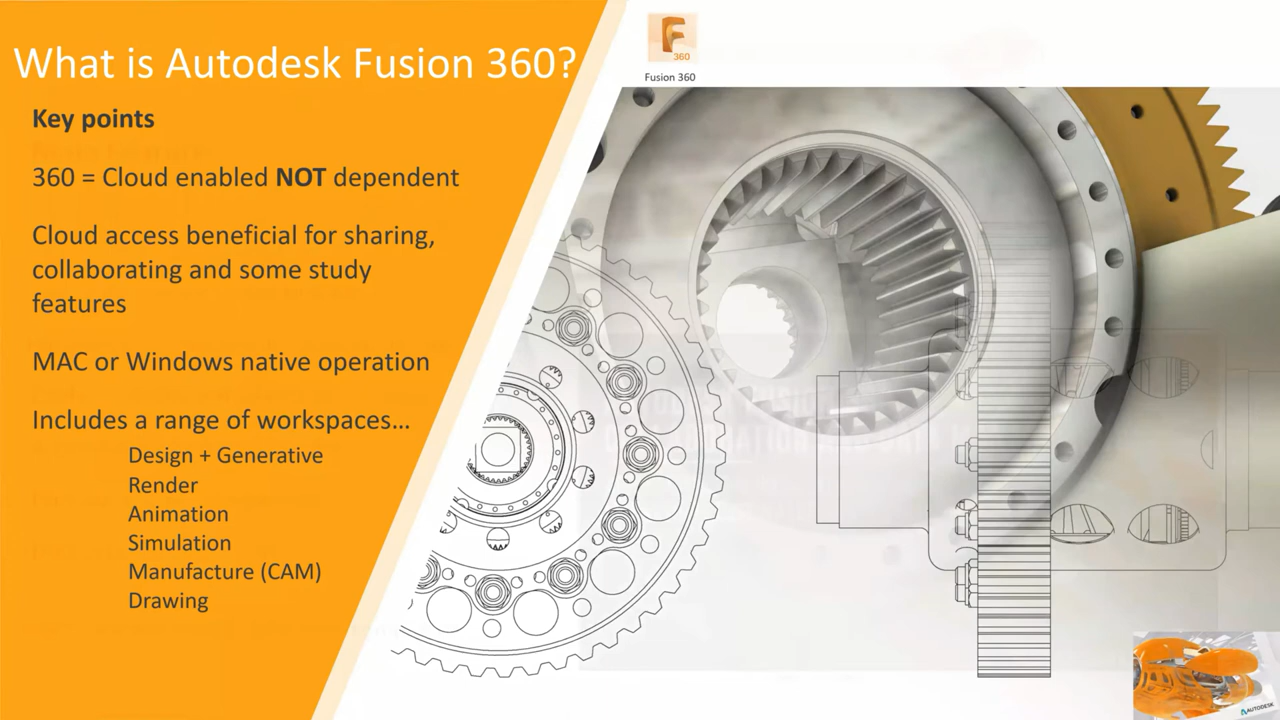 What is Autodesk Fusion 360?
360
Fusion 360
Key points
360 = Cloud enabled NOT dependent
Cloud access beneficial for sharing,
collaborating and some study
features
MAC or Windows native operation
Includes a range of workspaces…
Design + Generative
Render
Animation
Simulation
Manufacture (CAM)
Drawing
AUTODESK